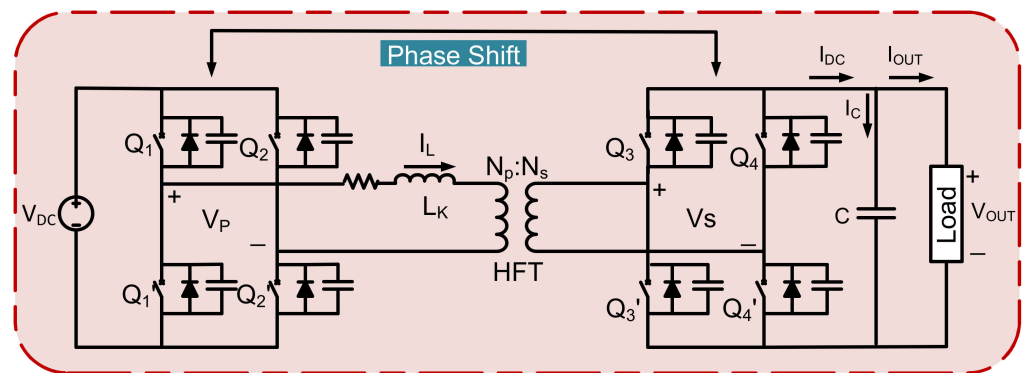 Phase Shift
I_DC
I_OUT
I_C
Q_1
Q_2
I_L
N_p:N_s
Q_3
Q_4
+
+
+
+
V_DC
V_P
L_K
Vs
C
Load
V_OUT
–
–
–
–
HFT
Q_1'
Q_2'
Q_3'
Q_4'